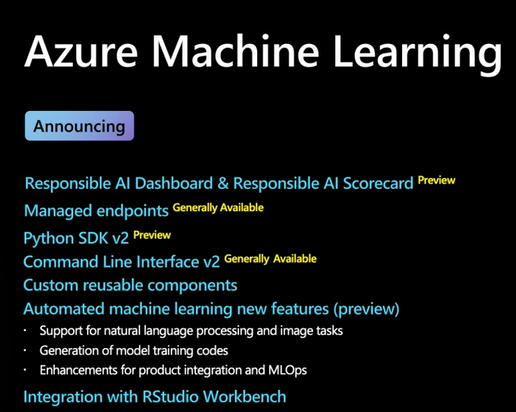 Azure Machine Learning
Announcing
Responsible AI Dashboard & Responsible AI Scorecard Preview
Managed endpoints Generally Available
Python SDK v2 Preview
Command Line Interface v2 Generally Available
Custom reusable components
Automated machine learning new features (preview)
· Support for natural language processing and image tasks
· Generation of model training codes
· Enhancements for product integration and MLOps
Integration with RStudio Workbench